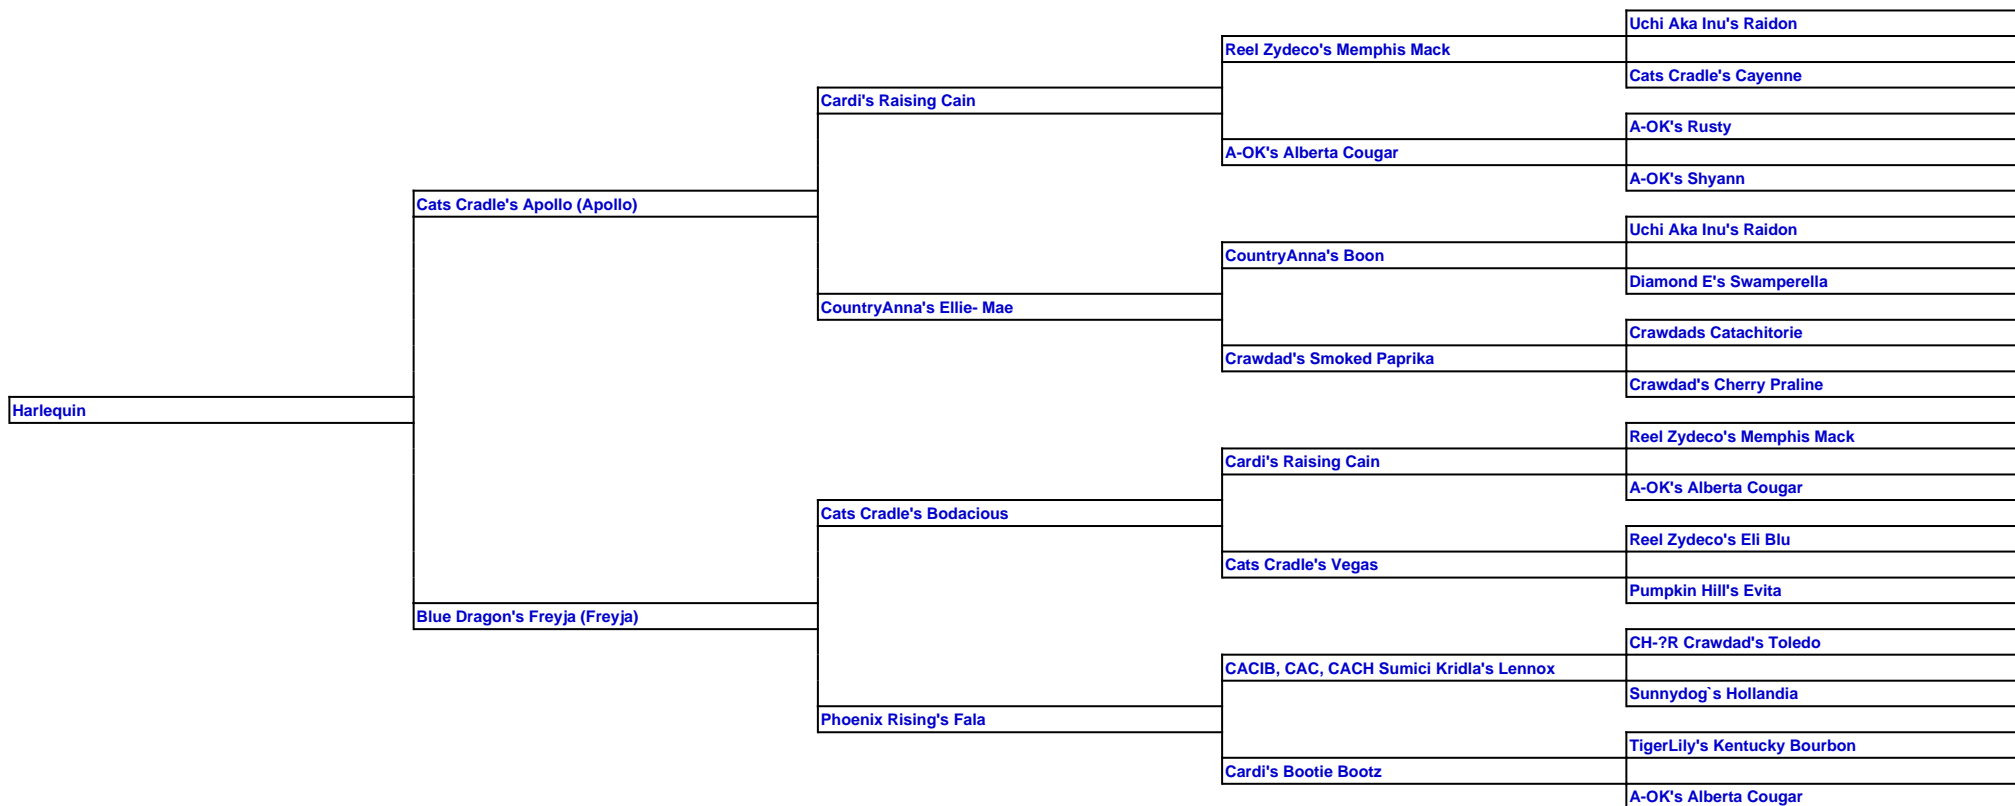 Uchi Aka Inu's Raidon
Reel Zydeco's Memphis Mack
Cats Cradle's Cayenne
Cardi's Raising Cain
A-OK's Rusty
A-OK's Alberta Cougar
A-OK's Shyann
Cats Cradle's Apollo (Apollo)
Uchi Aka Inu's Raidon
CountryAnna's Boon
Diamond E's Swamperella
CountryAnna's Ellie- Mae
Crawdads Catachitorie
Crawdad's Smoked Paprika
Crawdad's Cherry Praline
Harlequin
Reel Zydeco's Memphis Mack
Cardi's Raising Cain
A-OK's Alberta Cougar
Cats Cradle's Bodacious
Reel Zydeco's Eli Blu
Cats Cradle's Vegas
Pumpkin Hill's Evita
Blue Dragon's Freyja (Freyja)
CH-?R Crawdad's Toledo
CACIB, CAC, CACH Sumici Kridla's Lennox
Sunnydog`s Hollandia
Phoenix Rising's Fala
TigerLily's Kentucky Bourbon
Cardi's Bootie Bootz
A-OK's Alberta Cougar